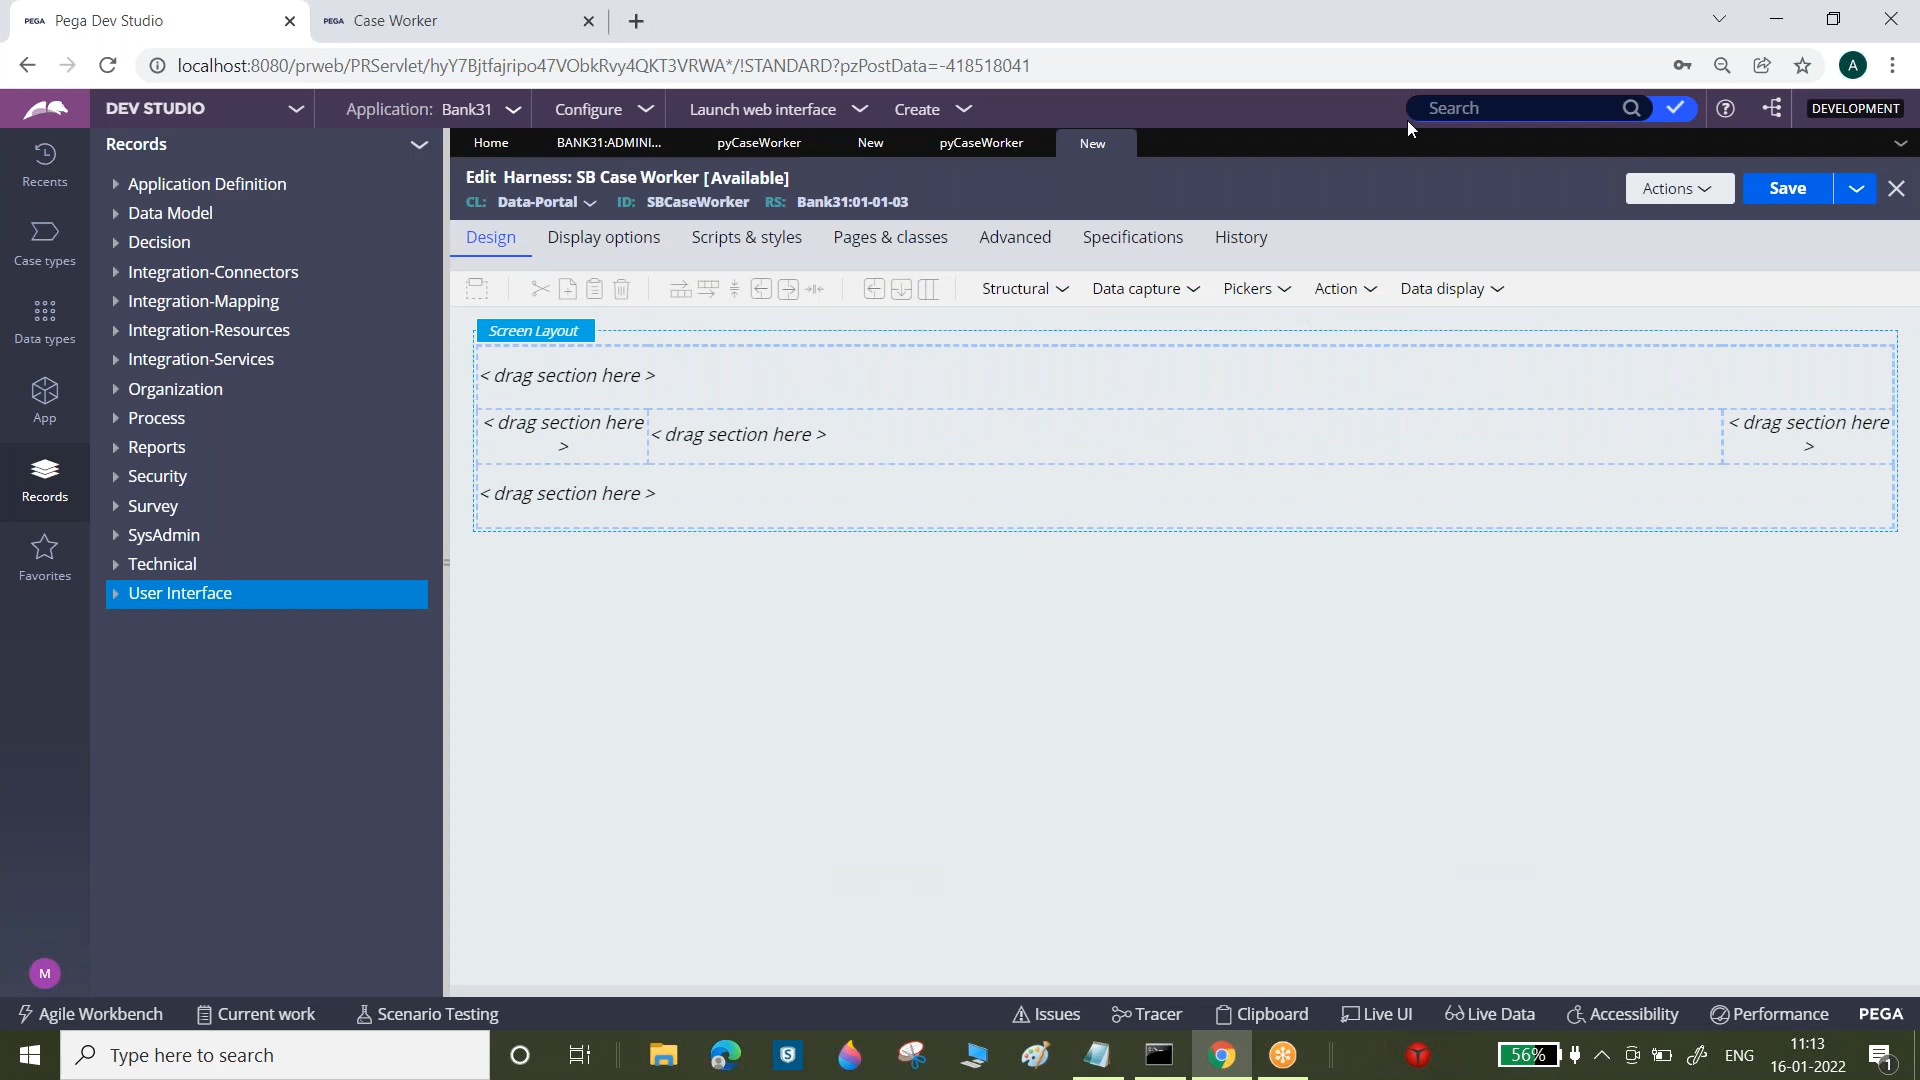 PEGA Pega Dev Studio
PEGA Case Worker
localhost:8080/prweb/PRServlet/hyY7Bjtfajripo47VObkRvy4QKT3VRWA*/!STANDARD?pzPostData=-418518041
A
DEV STUDIO
Application: Bank31
Configure
Launch web interface
Create
Search
DEVELOPMENT
Recents
Case types
Data types
App
Records
Favorites
M
Records
Application Definition
Data Model
Decision
Integration-Connectors
Integration-Mapping
Integration-Resources
Integration-Services
Organization
Process
Reports
Security
Survey
SysAdmin
Technical
User Interface
Home
BANK31:ADMINI...
pyCaseWorker
New
pyCaseWorker
New
Edit Harness: SB Case Worker [Available]
CL: Data-Portal ID: SBCaseWorker RS: Bank31:01-01-03
Actions
Save
Design
Display options
Scripts & styles
Pages & classes
Advanced
Specifications
History
Structural
Data capture
Pickers
Action
Data display
Screen Layout
< drag section here >
< drag section here
>
< drag section here >
< drag section here
>
< drag section here >
Agile Workbench
Current work
Scenario Testing
Issues
Tracer
Clipboard
Live UI
Live Data
Accessibility
Performance
PEGA
Type here to search
S
56%
ENG
11:13
16-01-2022
1